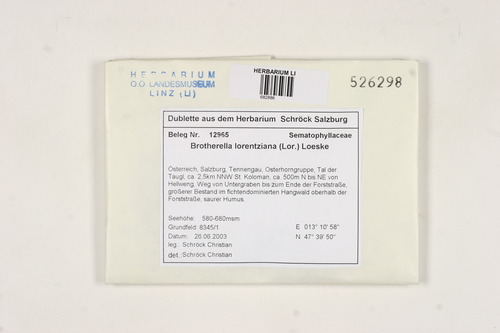 HERBARIUM
O.Ö. LANDESMUSEUM
LINZ (LI)
HERBARIUM LI
526298
Dublette aus dem Herbarium Schröck Salzburg
Beleg Nr. 12965 Sematophyllaceae
Brotherella lorentziana (Lor.) Loeske
Österreich, Salzburg, Tennengau, Osterhorngruppe, Tal der
Taugl; ca. 2,5km NNW St. Koloman, ca. 500m N bis NE von
Hellweng. Weg von Untergraben bis zum Ende der Forststraße,
größerer Bestand im fichtendominierten Hangwald oberhalb der
Forststraße, saurer Humus.
Seehöhe: 580-680msm
Grundfeld: 8345/1 E 013° 10' 58"
Datum: 26.06.2003 N 47° 39' 50"
leg.: Schröck Christian
det.: Schröck Christian